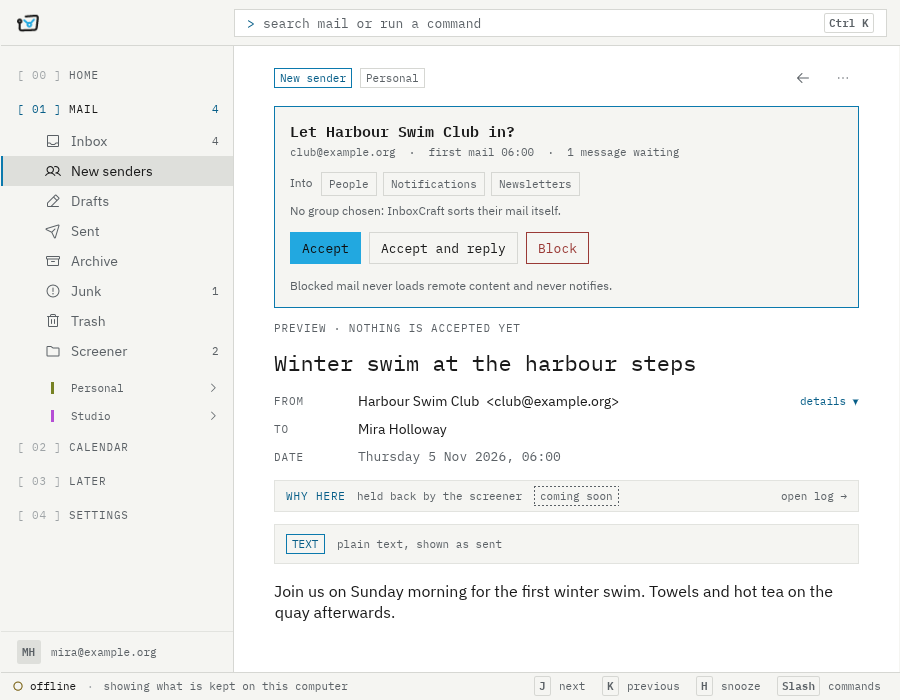 > search mail or run a command Ctrl K
[ 00 ] HOME
[ 01 ] MAIL 4
Inbox 4
New senders
Drafts
Sent
Archive
Junk 1
Trash
Screener 2
Personal
Studio
[ 02 ] CALENDAR
[ 03 ] LATER
[ 04 ] SETTINGS
MH mira@example.org
New sender Personal ← ···
Let Harbour Swim Club in?
club@example.org · first mail 06:00 · 1 message waiting
Into People Notifications Newsletters
No group chosen: InboxCraft sorts their mail itself.
Accept Accept and reply Block
Blocked mail never loads remote content and never notifies.
PREVIEW · NOTHING IS ACCEPTED YET
Winter swim at the harbour steps
FROM Harbour Swim Club <club@example.org> details ▾
TO Mira Holloway
DATE Thursday 5 Nov 2026, 06:00
WHY HERE held back by the screener coming soon open log →
TEXT plain text, shown as sent
Join us on Sunday morning for the first winter swim. Towels and hot tea on the
quay afterwards.
offline · showing what is kept on this computer J next K previous H snooze Slash commands